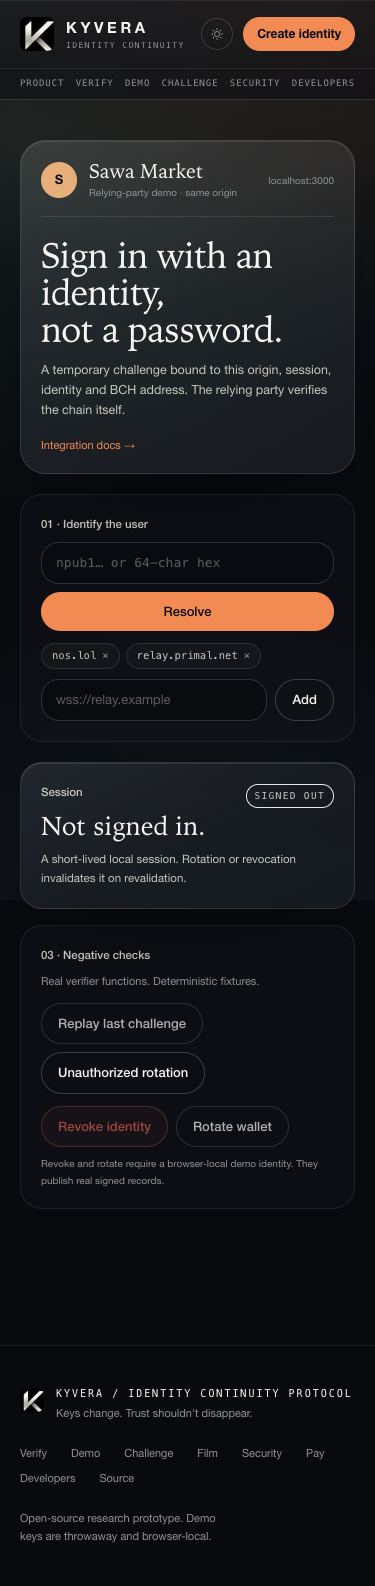 KYVERA
IDENTITY CONTINUITY
Create identity
PRODUCT VERIFY DEMO CHALLENGE SECURITY DEVELOPERS
S
Sawa Market
Relying-party demo · same origin
localhost:3000
Sign in with an
identity,
not a password.
A temporary challenge bound to this origin, session,
identity and BCH address. The relying party verifies
the chain itself.
Integration docs →
01 · Identify the user
npub1… or 64-char hex
Resolve
nos.lol × relay.primal.net ×
wss://relay.example
Add
Session
SIGNED OUT
Not signed in.
A short-lived local session. Rotation or revocation
invalidates it on revalidation.
03 · Negative checks
Real verifier functions. Deterministic fixtures.
Replay last challenge
Unauthorized rotation
Revoke identity Rotate wallet
Revoke and rotate require a browser-local demo identity. They
publish real signed records.
KYVERA / IDENTITY CONTINUITY PROTOCOL
Keys change. Trust shouldn't disappear.
Verify Demo Challenge Film Security Pay
Developers Source
Open-source research prototype. Demo
keys are throwaway and browser-local.